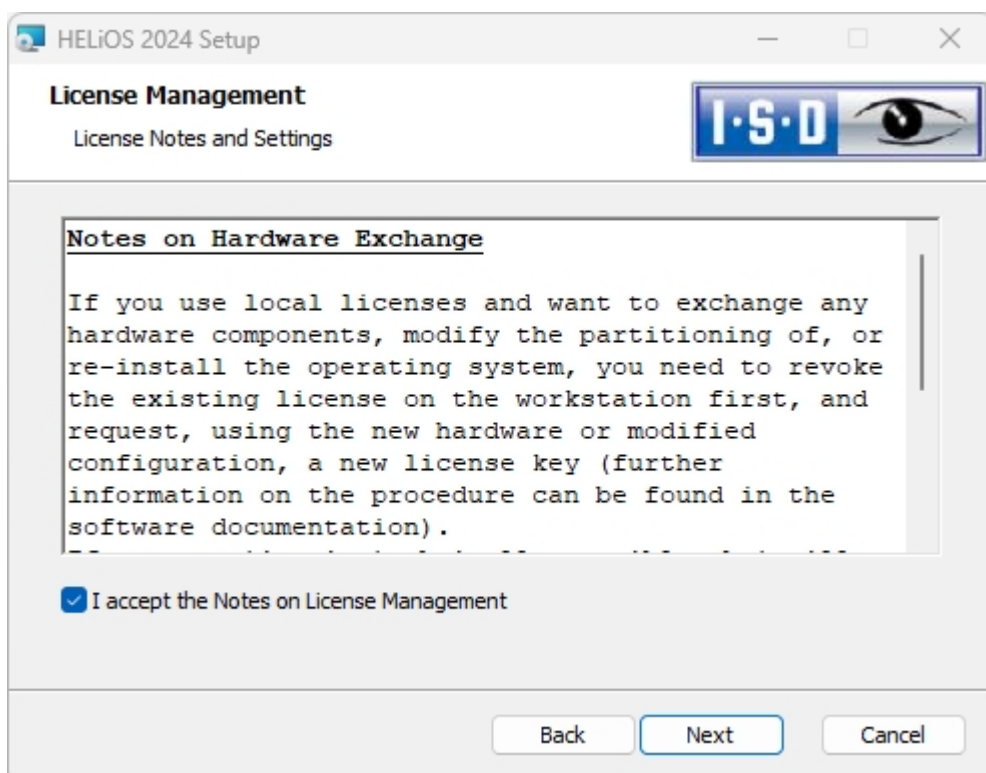 HELiOS 2024 Setup
License Management
License Notes and Settings
I·S·D
Notes on Hardware Exchange
If you use local licenses and want to exchange any
hardware components, modify the partitioning of, or
re-install the operating system, you need to revoke
the existing license on the workstation first, and
request, using the new hardware or modified
configuration, a new license key (further
information on the procedure can be found in the
software documentation).
I accept the Notes on License Management
Back
Next
Cancel